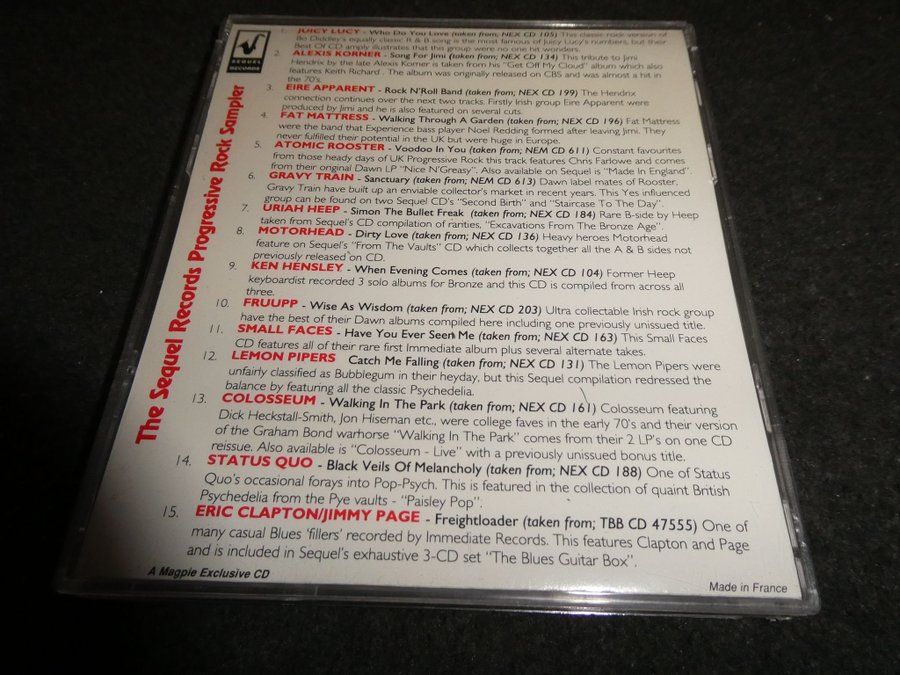 SEQUEL
RECORDS
The Sequel Records Progressive Rock Sampler
1. JUICY LUCY - Who Do You Love (taken from; NEX CD 105) This classic rock version of
Bo Diddley's equally classic R & B song is the most famous of Juicy Lucy's numbers, but their
Best Of CD amply illustrates that this group were no one hit wonders.
2. ALEXIS KORNER - Song For Jimi (taken from; NEX CD 134) This tribute to Jimi
Hendrix by the late Alexis Korner is taken from his "Get Off My Cloud" album which also
features Keith Richard . The album was originally released on CBS and was almost a hit in
the 70's.
3. EIRE APPARENT - Rock N'Roll Band (taken from; NEX CD 199) The Hendrix
connection continues over the next two tracks. Firstly Irish group Eire Apparent were
produced by Jimi and he is also featured on several cuts.
4. FAT MATTRESS - Walking Through A Garden (taken from; NEX CD 196) Fat Mattress
were the band that Experience bass player Noel Redding formed after leaving Jimi. They
never fulfilled their potential in the UK but were huge in Europe.
5. ATOMIC ROOSTER - Voodoo In You (taken from; NEM CD 611) Constant favourites
from those heady days of UK Progressive Rock this track features Chris Farlowe and comes
from their original Dawn LP "Nice N'Greasy". Also available on Sequel is "Made In England".
6. GRAVY TRAIN - Sanctuary (taken from; NEM CD 613) Dawn label mates of Rooster,
Gravy Train have built up an enviable collector's market in recent years. This Yes influenced
group can be found on two Sequel CD's "Second Birth" and "Staircase To The Day".
7. URIAH HEEP - Simon The Bullet Freak (taken from; NEX CD 184) Rare B-side by Heep
taken from Sequel's CD compilation of rarities, "Excavations From The Bronze Age".
8. MOTORHEAD - Dirty Love (taken from; NEX CD 136) Heavy heroes Motorhead
feature on Sequel's "From The Vaults" CD which collects together all the A & B sides not
previously released on CD.
9. KEN HENSLEY - When Evening Comes (taken from; NEX CD 104) Former Heep
keyboardist recorded 3 solo albums for Bronze and this CD is compiled from across all
three.
10. FRUUPP - Wise As Wisdom (taken from; NEX CD 203) Ultra collectable Irish rock group
have the best of their Dawn albums compiled here including one previously unissued title.
11. SMALL FACES - Have You Ever Seen Me (taken from; NEX CD 163) This Small Faces
CD features all of their rare first Immediate album plus several alternate takes.
12. LEMON PIPERS Catch Me Falling (taken from; NEX CD 131) The Lemon Pipers were
unfairly classified as Bubblegum in their heyday, but this Sequel compilation redressed the
balance by featuring all the classic Psychedelia.
13. COLOSSEUM - Walking In The Park (taken from; NEX CD 161) Colosseum featuring
Dick Heckstall-Smith, Jon Hiseman etc., were college faves in the early 70's and their version
of the Graham Bond warhorse "Walking In The Park" comes from their 2 LP's on one CD
reissue. Also available is "Colosseum - Live" with a previously unissued bonus title.
14. STATUS QUO - Black Veils Of Melancholy (taken from; NEX CD 188) One of Status
Quo's occasional forays into Pop-Psych. This is featured in the collection of quaint British
Psychedelia from the Pye vaults - "Paisley Pop".
15. ERIC CLAPTON/JIMMY PAGE - Freightloader (taken from; TBB CD 47555) One of
many casual Blues 'fillers' recorded by Immediate Records. This features Clapton and Page
and is included in Sequel's exhaustive 3-CD set "The Blues Guitar Box".
A Magpie Exclusive CD
Made in France